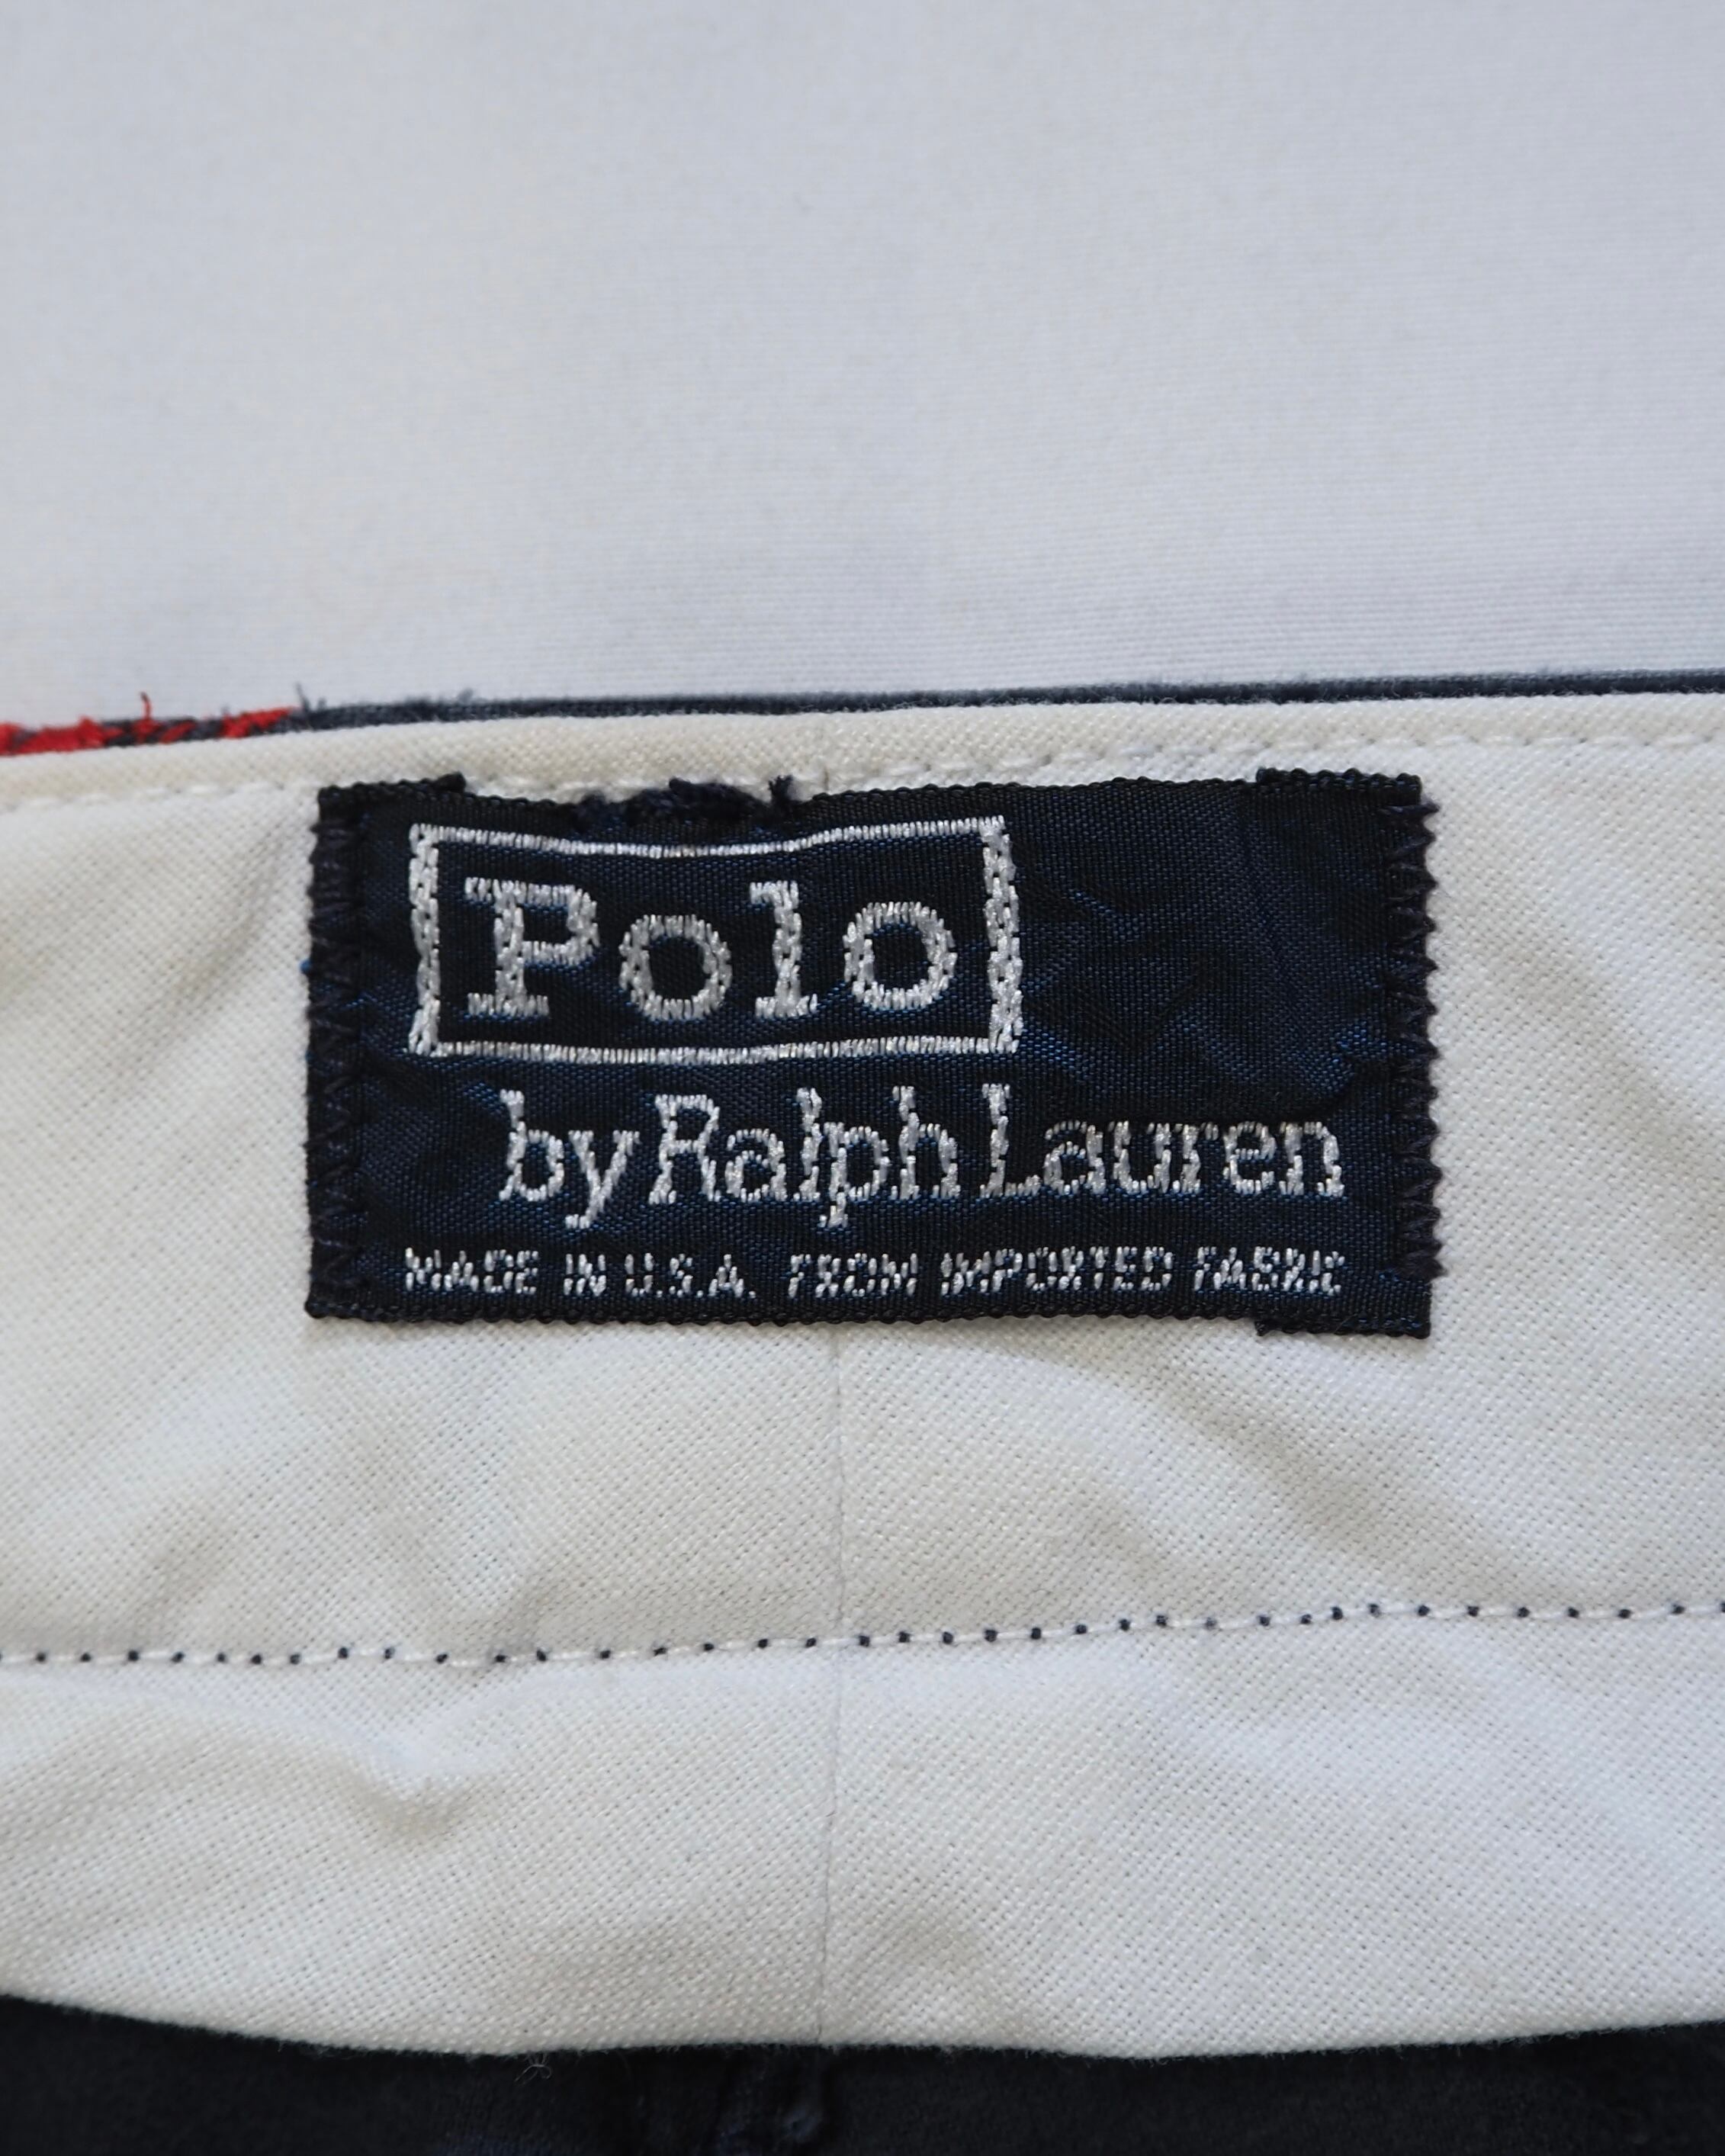 Polo
by Ralph Lauren
MADE IN U.S.A. FROM IMPORTED FABRIC